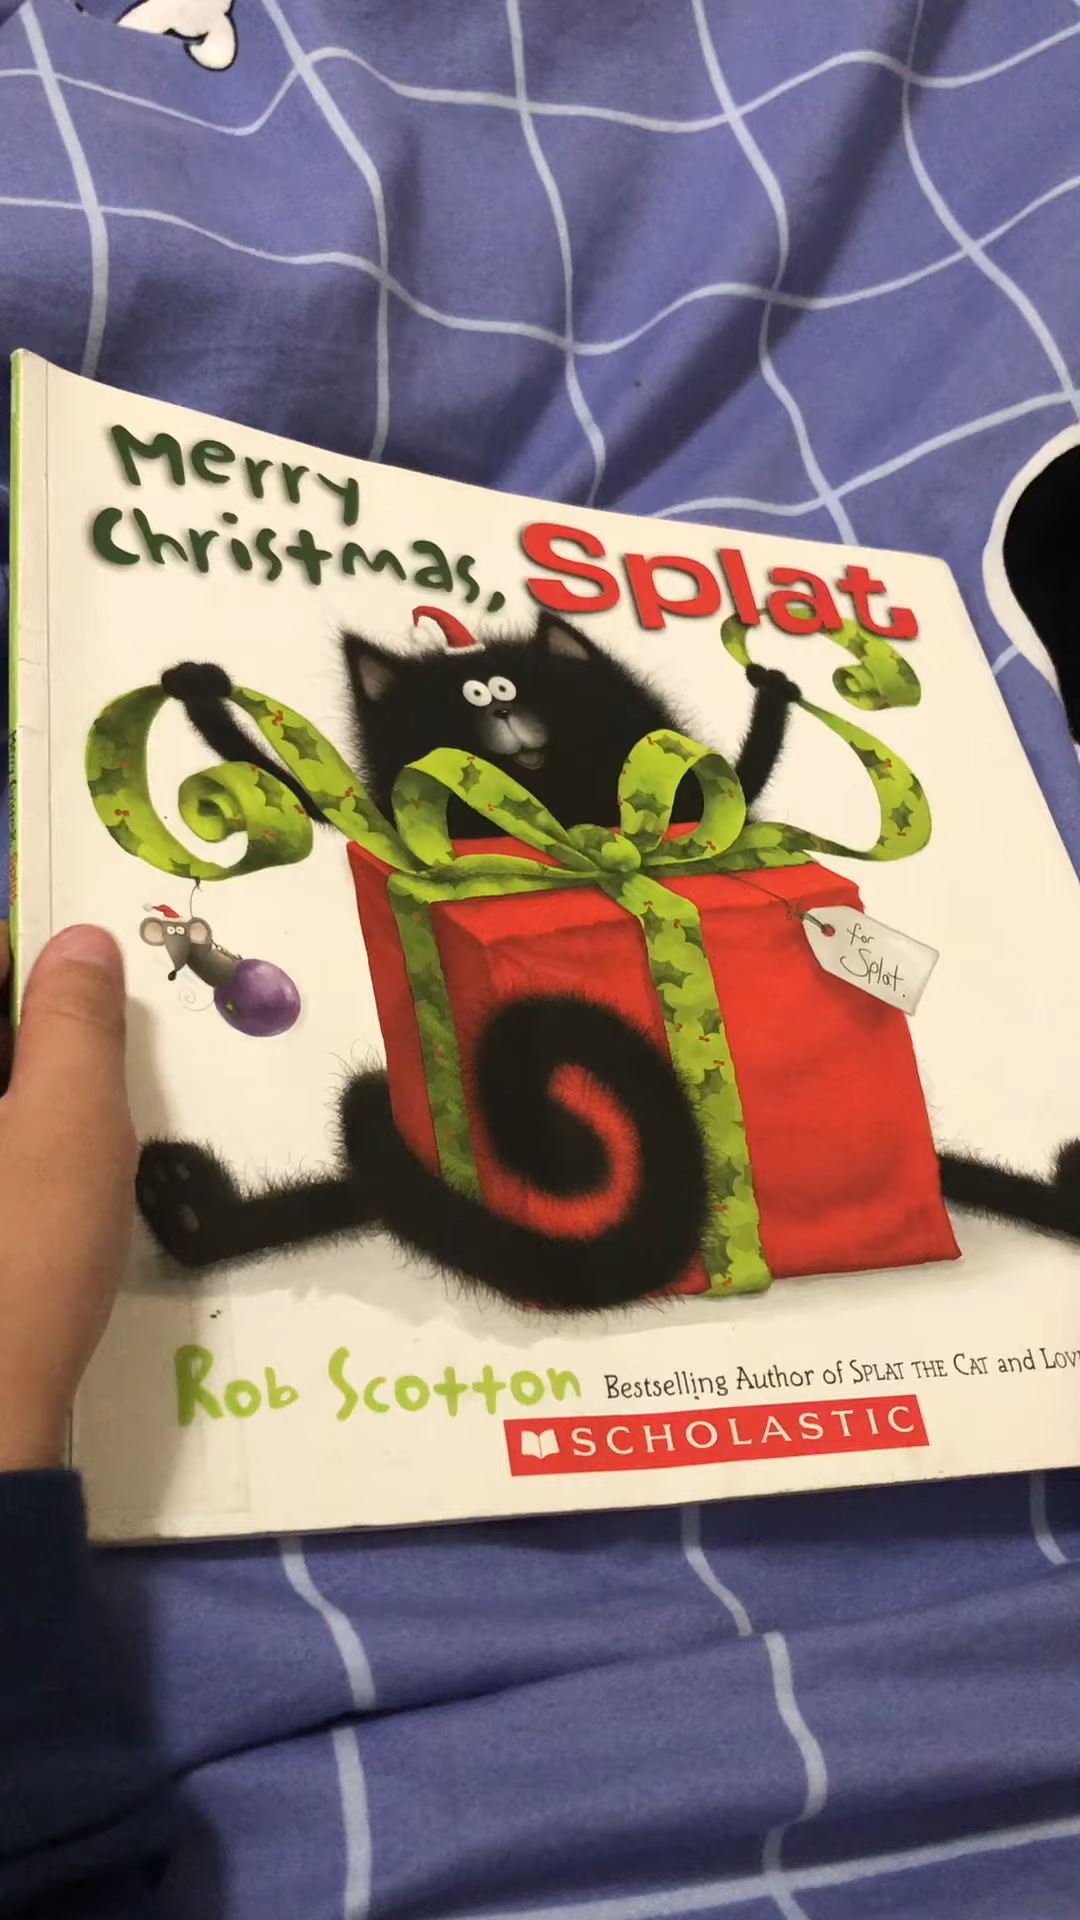 Merry
Christmas, Splat
for
Splat.
Rob Scotton Bestselling Author of SPLAT THE CAT and
SCHOLASTIC